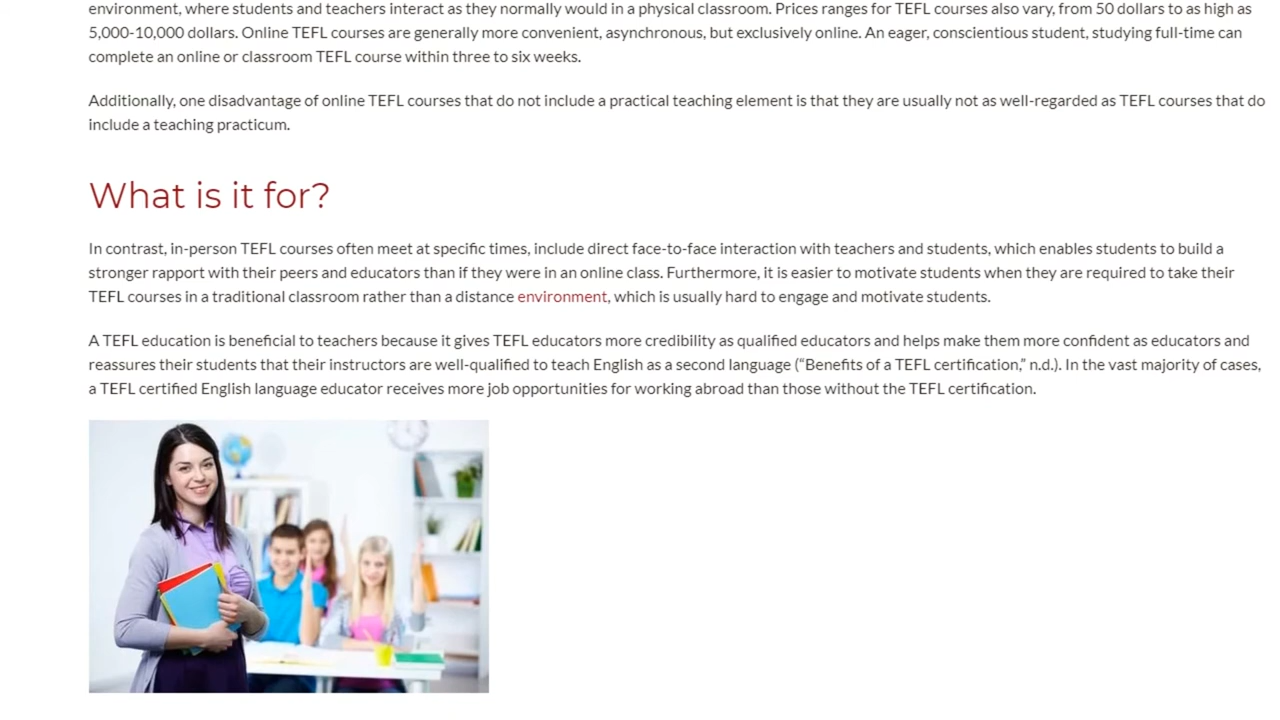 environment, where students and teachers interact as they normally would in a physical classroom. Prices ranges for TEFL courses also vary, from 50 dollars to as high as
5,000-10,000 dollars. Online TEFL courses are generally more convenient, asynchronous, but exclusively online. An eager, conscientious student, studying full-time can
complete an online or classroom TEFL course within three to six weeks.
Additionally, one disadvantage of online TEFL courses that do not include a practical teaching element is that they are usually not as well-regarded as TEFL courses that do
include a teaching practicum.
What is it for?
In contrast, in-person TEFL courses often meet at specific times, include direct face-to-face interaction with teachers and students, which enables students to build a
stronger rapport with their peers and educators than if they were in an online class. Furthermore, it is easier to motivate students when they are required to take their
TEFL courses in a traditional classroom rather than a distance environment, which is usually hard to engage and motivate students.
A TEFL education is beneficial to teachers because it gives TEFL educators more credibility as qualified educators and helps make them more confident as educators and
reassures their students that their instructors are well-qualified to teach English as a second language (“Benefits of a TEFL certification,” n.d.). In the vast majority of cases,
a TEFL certified English language educator receives more job opportunities for working abroad than those without the TEFL certification.